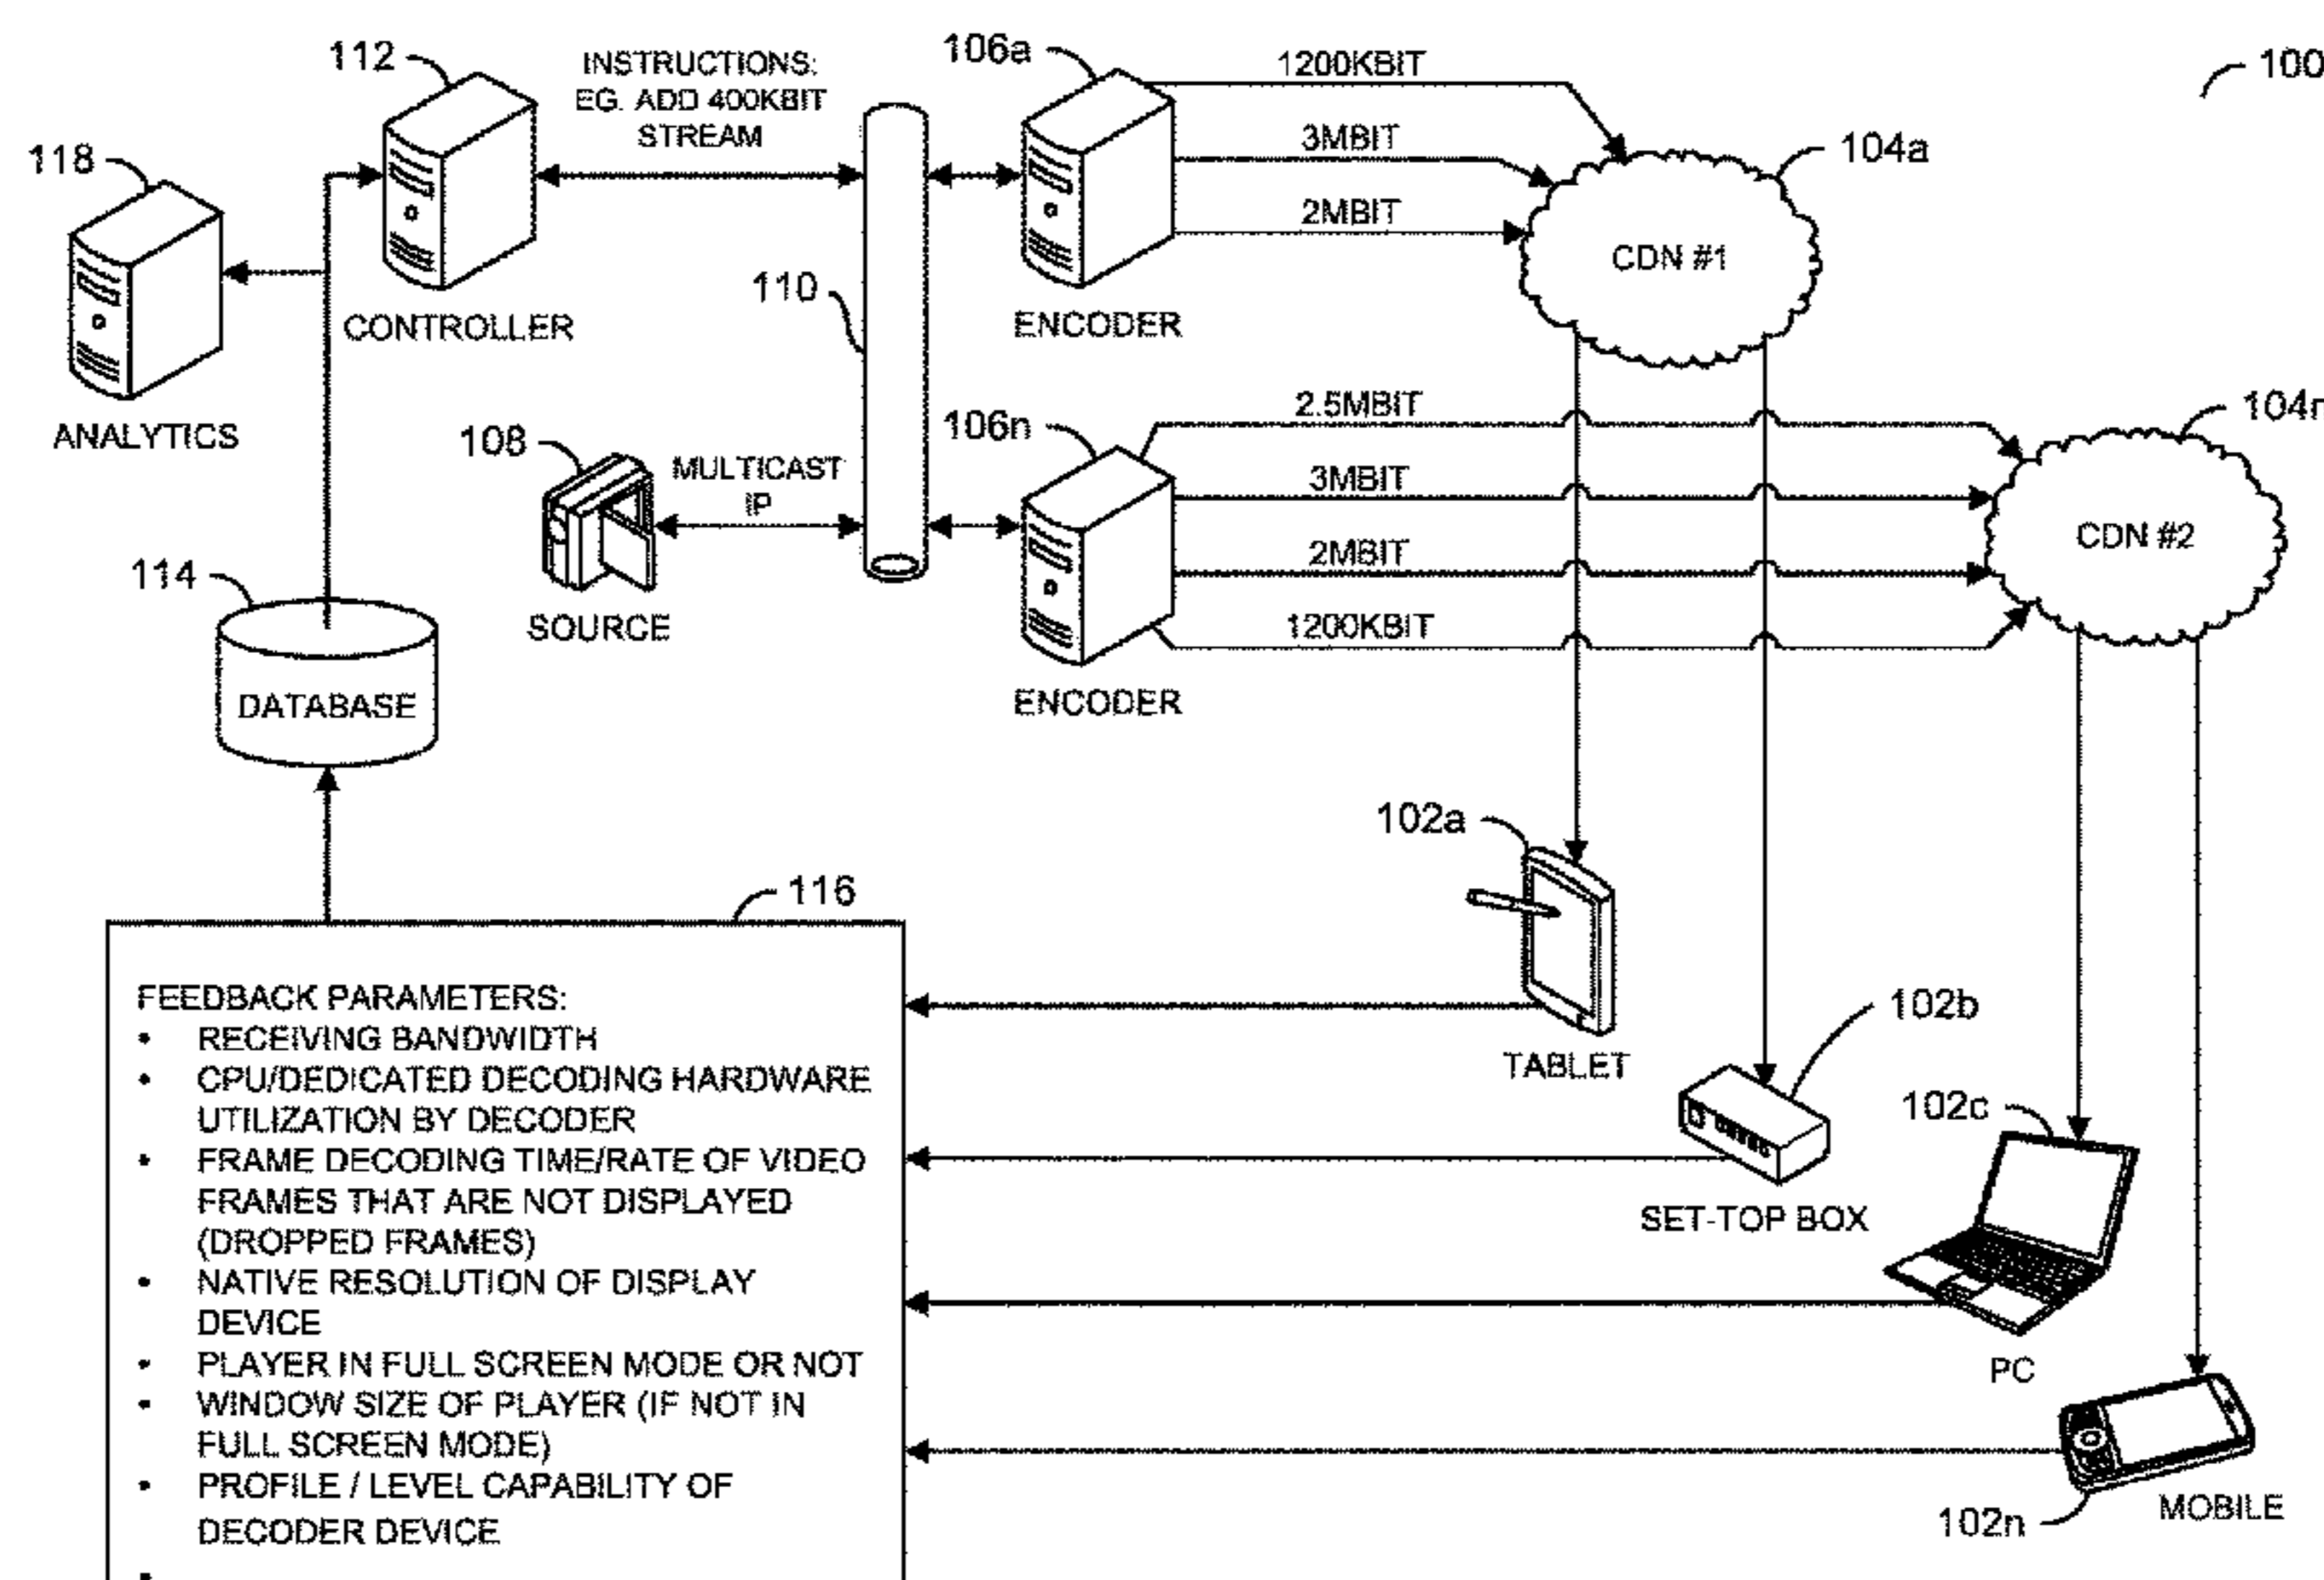 100
112
INSTRUCTIONS:
EG. ADD 400KBIT
STREAM
106a
1200KBIT
3MBIT
2MBIT
104a
CDN #1
118
CONTROLLER
110
ENCODER
ANALYTICS
108
MULTICAST
IP
SOURCE
106n
2.5MBIT
3MBIT
2MBIT
1200KBIT
104n
CDN #2
ENCODER
114
DATABASE
116
FEEDBACK PARAMETERS:
• RECEIVING BANDWIDTH
• CPU/DEDICATED DECODING HARDWARE
UTILIZATION BY DECODER
• FRAME DECODING TIME/RATE OF VIDEO
FRAMES THAT ARE NOT DISPLAYED
(DROPPED FRAMES)
• NATIVE RESOLUTION OF DISPLAY
DEVICE
• PLAYER IN FULL SCREEN MODE OR NOT
• WINDOW SIZE OF PLAYER (IF NOT IN
FULL SCREEN MODE)
• PROFILE / LEVEL CAPABILITY OF
DECODER DEVICE
•
102a
TABLET
102b
SET-TOP BOX
102c
PC
102n
MOBILE